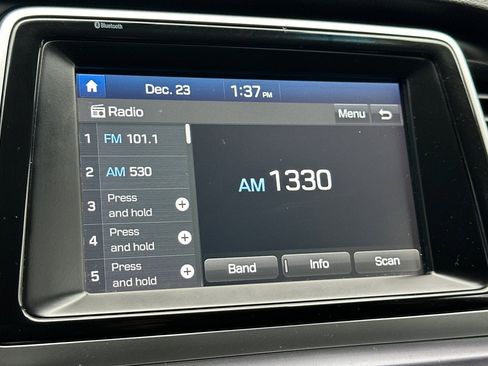 Bluetooth
Dec. 23 1:37 PM
Radio Menu
1 FM 101.1
2 AM 530
3 Press and hold
4 Press and hold
5 Press and hold
AM 1330
Band Info Scan